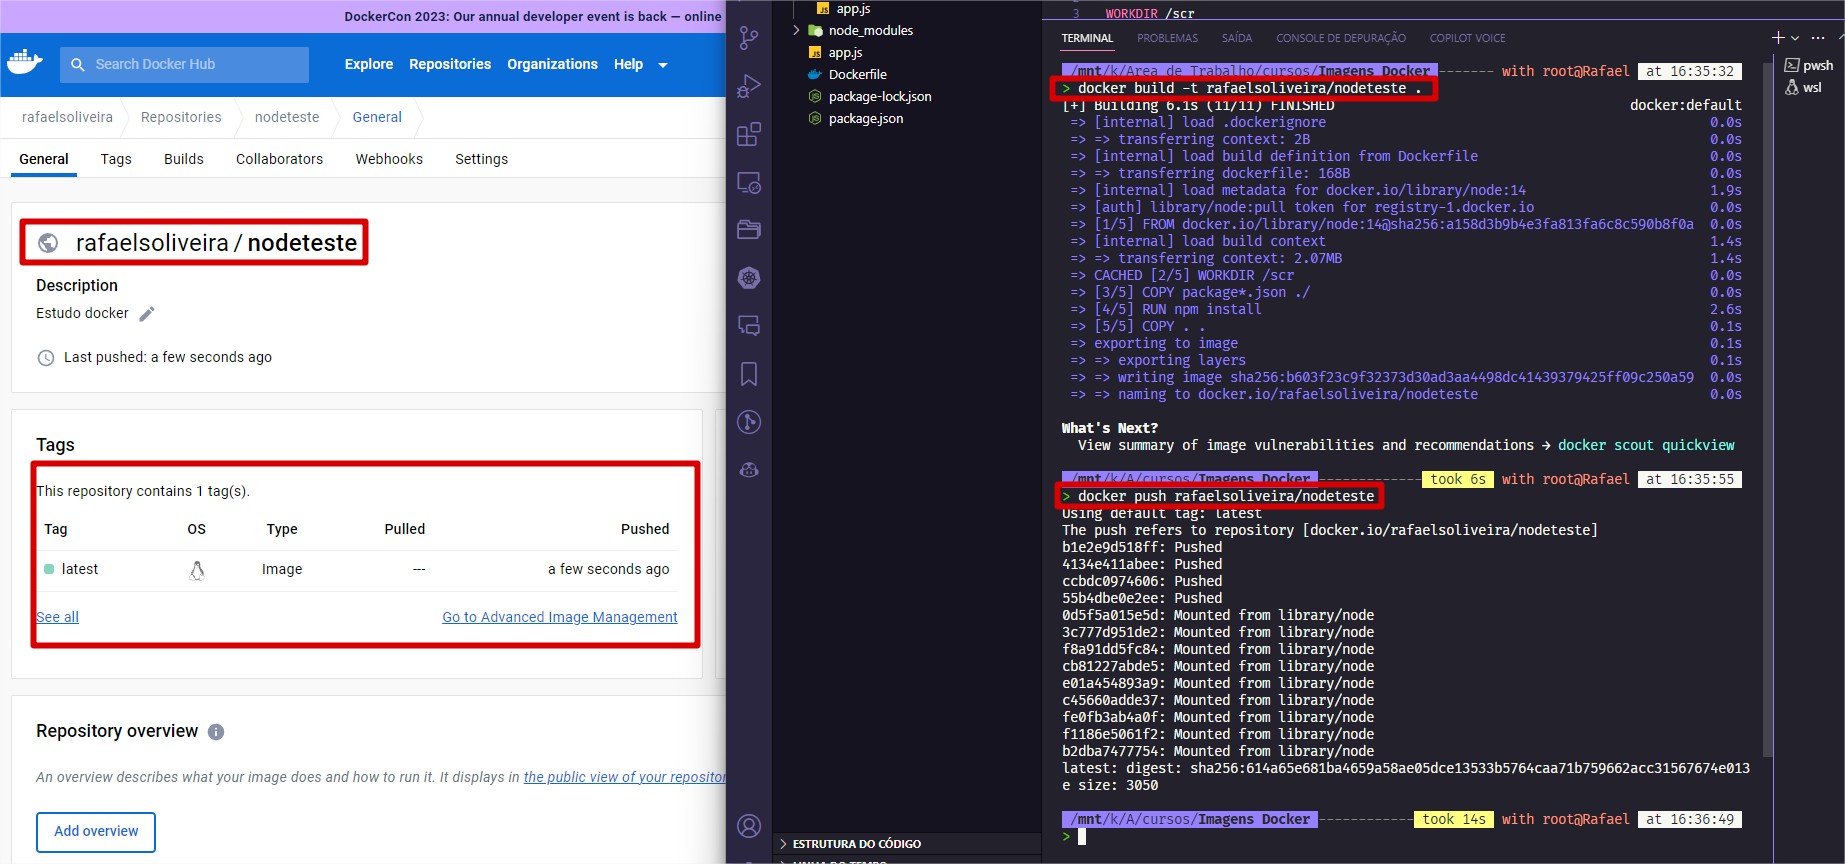 DockerCon 2023: Our annual developer event is back — online
Search Docker Hub
Explore Repositories Organizations Help
rafaelsoliveira Repositories nodeteste General
General Tags Builds Collaborators Webhooks Settings
rafaelsoliveira / nodeteste
Description
Estudo docker
Last pushed: a few seconds ago
Tags
This repository contains 1 tag(s).
Tag OS Type Pulled Pushed
latest Image --- a few seconds ago
See all Go to Advanced Image Management
Repository overview
An overview describes what your image does and how to run it. It displays in the public view of your
Add overview
app.js
node_modules
app.js
Dockerfile
package-lock.json
package.json
ESTRUTURA DO CÓDIGO
LINHA DO TEMPO
3 WORKDIR /scr
TERMINAL PROBLEMAS SAÍDA CONSOLE DE DEPURAÇÃO COPILOT VOICE
pwsh
wsl
/mnt/k/Area de Trabalho/cursos/Imagens Docker ------- with root@Rafael at 16:35:32
> docker build -t rafaelsoliveira/nodeteste .
[+] Building 6.1s (11/11) FINISHED docker:default
=> [internal] load .dockerignore 0.0s
=> => transferring context: 2B 0.0s
=> [internal] load build definition from Dockerfile 0.0s
=> => transferring dockerfile: 168B 0.0s
=> [internal] load metadata for docker.io/library/node:14 1.9s
=> [auth] library/node:pull token for registry-1.docker.io 0.0s
=> [1/5] FROM docker.io/library/node:14@sha256:a158d3b9b4e3fa813fa6c8c590b8f0a 0.0s
=> [internal] load build context 1.4s
=> => transferring context: 2.07MB 1.4s
=> CACHED [2/5] WORKDIR /scr 0.0s
=> [3/5] COPY package*.json ./ 0.0s
=> [4/5] RUN npm install 2.6s
=> [5/5] COPY . . 0.1s
=> exporting to image 0.1s
=> => exporting layers 0.1s
=> => writing image sha256:b603f23c9f32373d30ad3aa4498dc41439379425ff09c250a59 0.0s
=> => naming to docker.io/rafaelsoliveira/nodeteste 0.0s
What's Next?
View summary of image vulnerabilities and recommendations → docker scout quickview
/mnt/k/A/cursos/Imagens Docker ------------- took 6s with root@Rafael at 16:35:55
> docker push rafaelsoliveira/nodeteste
Using default tag: latest
The push refers to repository [docker.io/rafaelsoliveira/nodeteste]
b1e2e9d518ff: Pushed
4134e411abee: Pushed
ccbdc0974606: Pushed
55b4dbe0e2ee: Pushed
0d5f5a015e5d: Mounted from library/node
3c777d951de2: Mounted from library/node
f8a91dd5fc84: Mounted from library/node
cb81227abde5: Mounted from library/node
e01a454893a9: Mounted from library/node
c45660adde37: Mounted from library/node
fe0fb3ab4a0f: Mounted from library/node
f1186e5061f2: Mounted from library/node
b2dba7477754: Mounted from library/node
latest: digest: sha256:614a65e681ba4659a58ae05dce13533b5764caa71b759662acc31567674e013
e size: 3050
/mnt/k/A/cursos/Imagens Docker ------------ took 14s with root@Rafael at 16:36:49
>